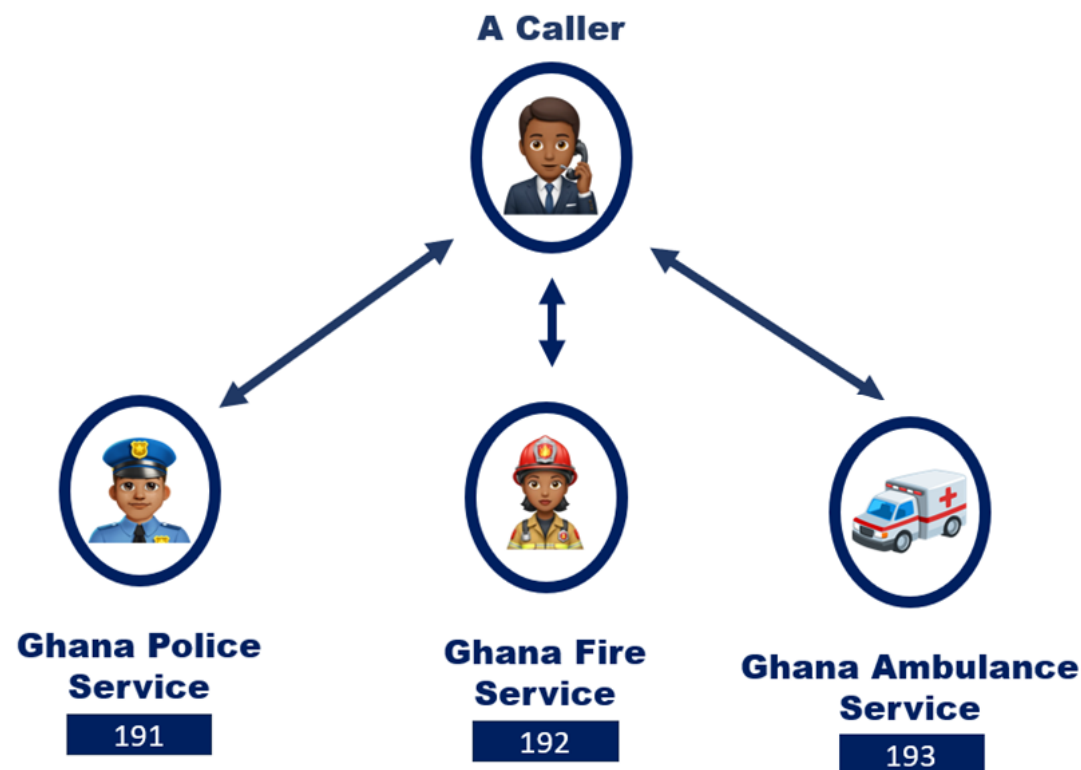 A Caller
Ghana Police
Service
191
Ghana Fire
Service
192
Ghana Ambulance
Service
193